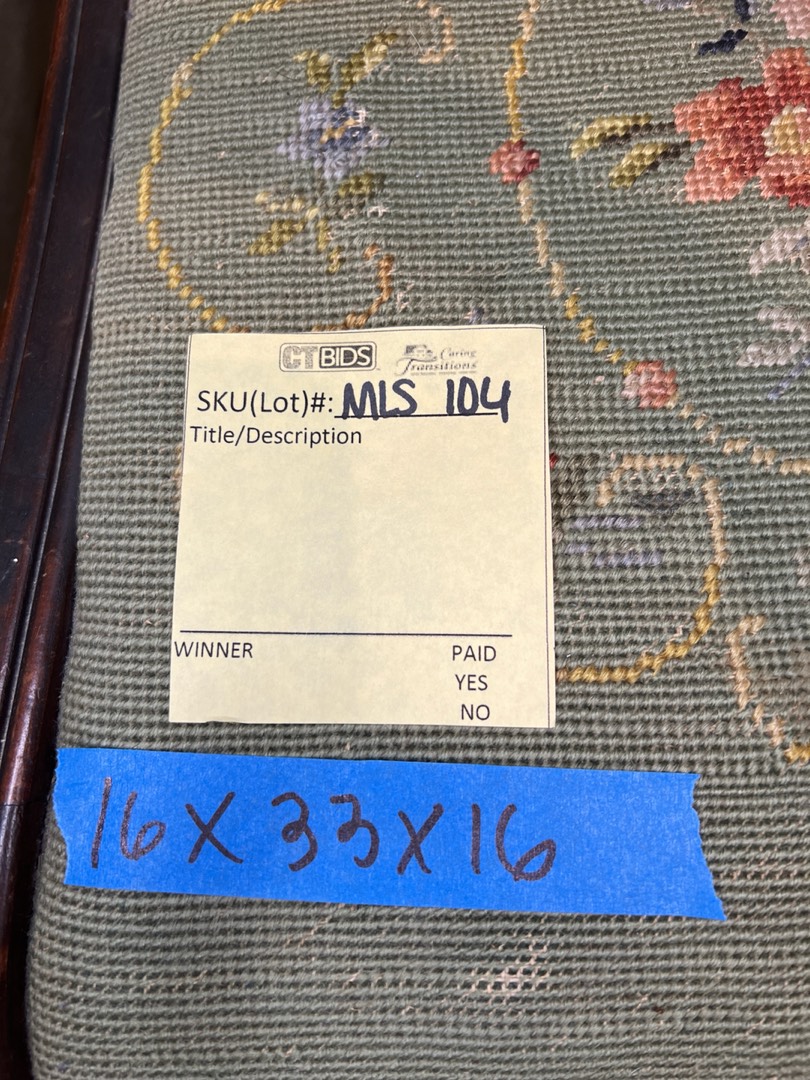 CTBIDS Caring Transitions
SKU(Lot)#: MLS 104
Title/Description
WINNER PAID
YES
NO
16 X 33 X 16